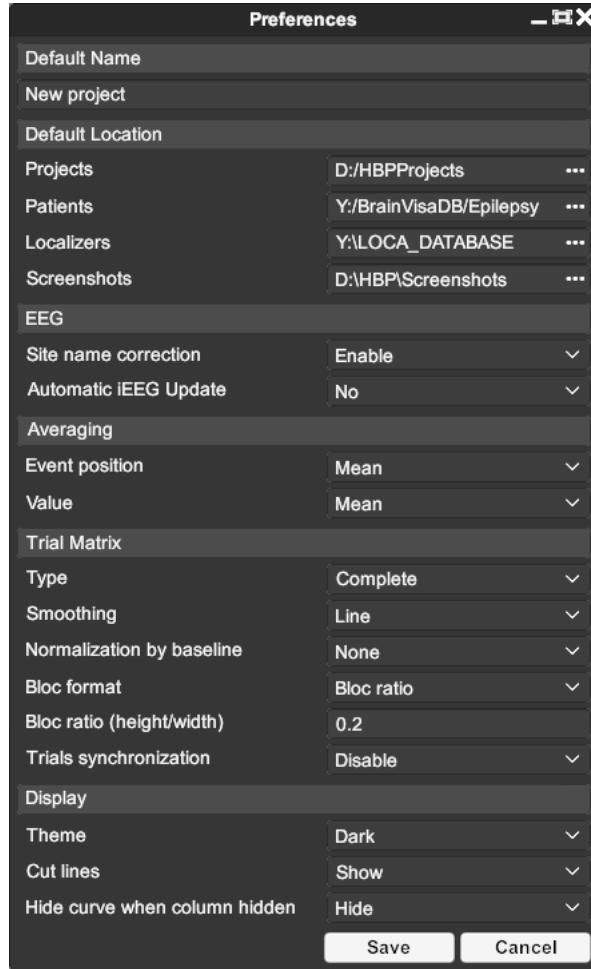 Preferences
Default Name
New project
Default Location
Projects D:/HBPProjects ...
Patients Y:/BrainVisaDB/Epilepsy ...
Localizers Y:\LOCA_DATABASE ...
Screenshots D:\HBP\Screenshots ...
EEG
Site name correction Enable
Automatic iEEG Update No
Averaging
Event position Mean
Value Mean
Trial Matrix
Type Complete
Smoothing Line
Normalization by baseline None
Bloc format Bloc ratio
Bloc ratio (height/width) 0.2
Trials synchronization Disable
Display
Theme Dark
Cut lines Show
Hide curve when column hidden Hide
Save Cancel